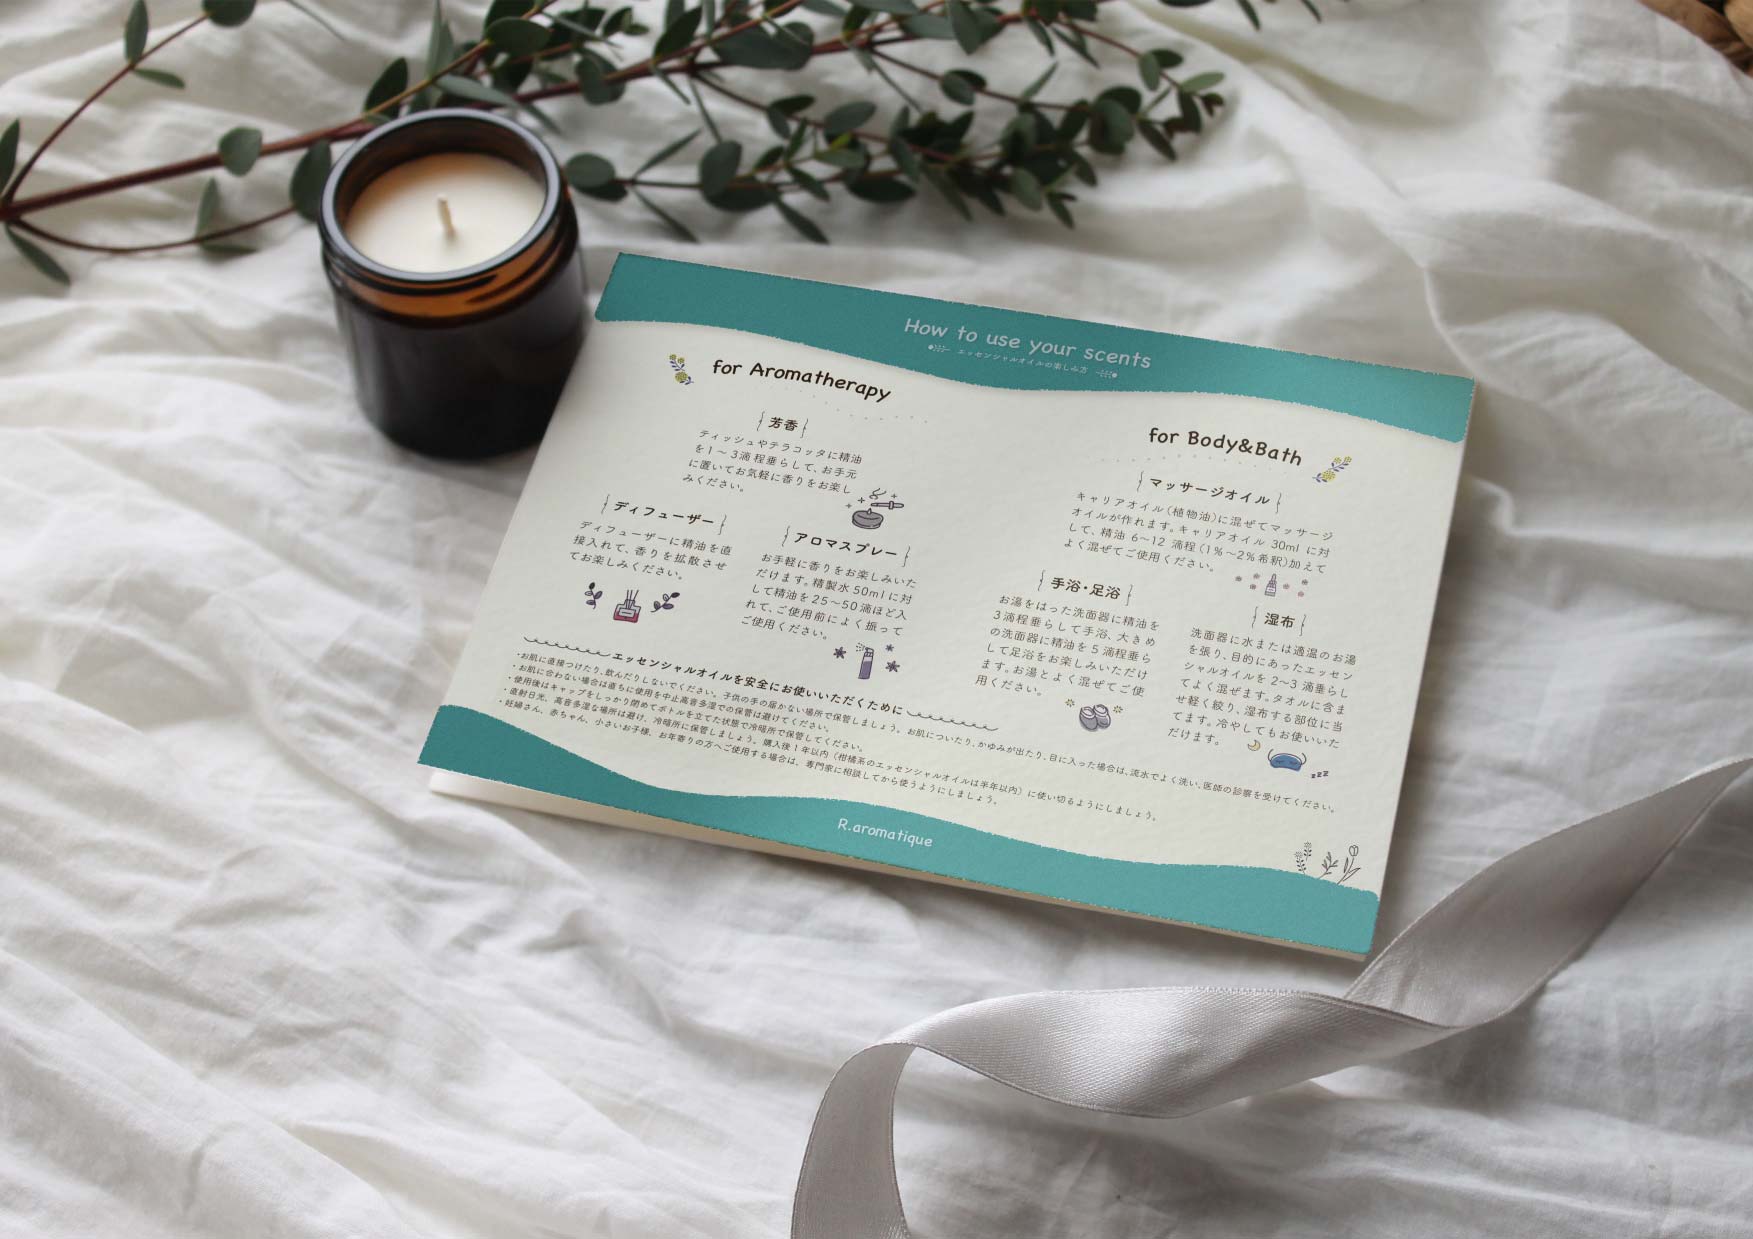 How to use your scents
エッセンシャルオイルの楽しみ方
for Aromatherapy
芳香
ティッシュやテラコッタに精油
を1～3滴程垂らして、お手元
に置いてお気軽に香りをお楽し
みください。
ディフューザー
ディフューザーに精油を直
接入れて、香りを拡散させ
てお楽しみください。
アロマスプレー
お手軽に香りをお楽しみいた
だけます。精製水50mlに対
して精油を25～50滴ほど入
れて、ご使用前によく振って
ご使用ください。
for Body&Bath
マッサージオイル
キャリアオイル(植物油)に混ぜてマッサージ
オイルが作れます。キャリアオイル 30ml に対
して、精油 6～12 滴程(1%～2%希釈)加えて
よく混ぜてご使用ください。
手浴・足浴
お湯をはった洗面器に精油を
3滴程垂らして手浴、大きめ
の洗面器に精油を5滴程垂ら
して足浴をお楽しみいただけ
ます。お湯とよく混ぜてご使
用ください。
湿布
洗面器に水または適温のお湯
を張り、目的にあったエッセン
シャルオイルを 2～3 滴垂らし
てよく混ぜます。タオルに含ま
せ軽く絞り、湿布する部位に当
てます。冷やしてもお使いいた
だけます。
zzz
エッセンシャルオイルを安全にお使いいただくために
・お肌に直接つけたり、飲んだりしないでください。子供の手の届かない場所で保管しましょう。お肌についたり、かゆみが出たり、目に入った場合は、流水でよく洗い、医師の診察を受けてください。
・お肌に合わない場合は直ちに使用を中止高音多湿での保管は避けてください。
・使用後はキャップをしっかり閉めてボトルを立てた状態で冷暗所で保管してください。
・直射日光、高音多湿な場所は避け、冷暗所に保管しましょう。購入後1年以内（柑橘系のエッセンシャルオイルは半年以内）に使い切るようにしましょう。
・妊婦さん、赤ちゃん、小さいお子様、お年寄りの方へご使用する場合は、専門家に相談してから使うようにしましょう。
R.aromatique